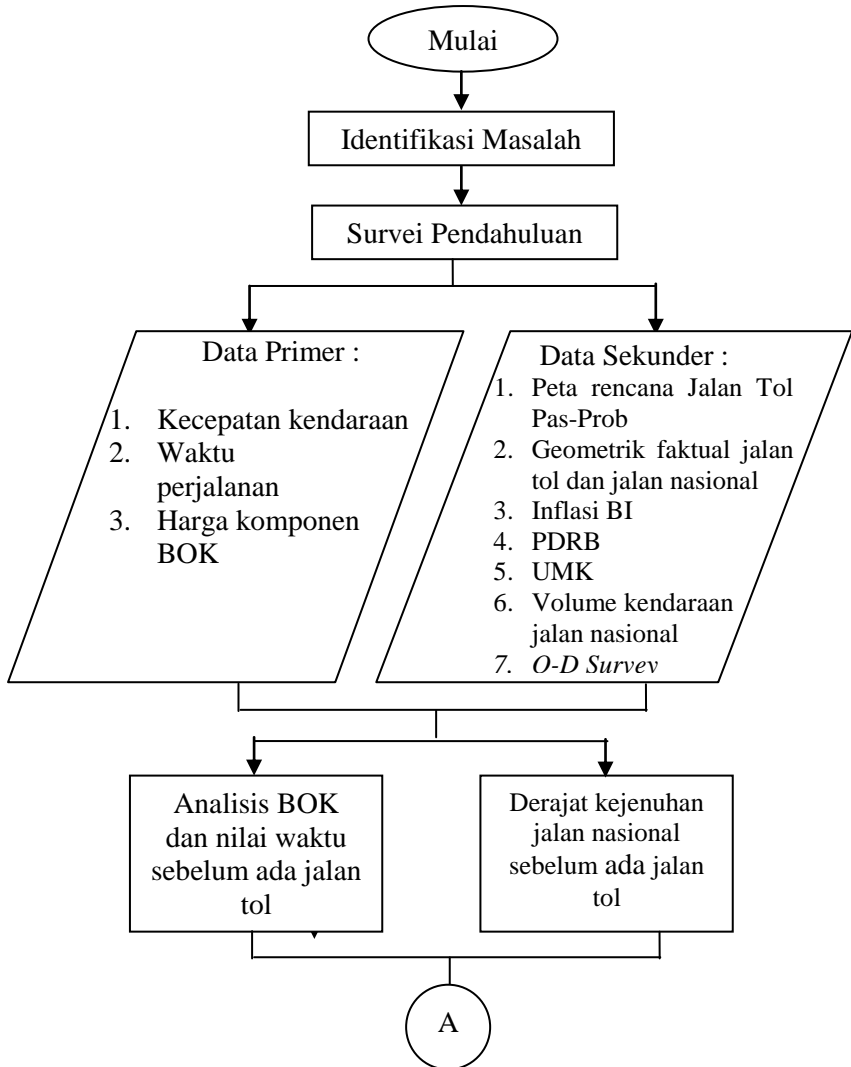 Mulai
Identifikasi Masalah
Survei Pendahuluan
Data Primer :
1. Kecepatan kendaraan
2. Waktu
perjalanan
3. Harga komponen
BOK
Data Sekunder :
1. Peta rencana Jalan Tol
Pas-Prob
2. Geometrik faktual jalan
tol dan jalan nasional
3. Inflasi BI
4. PDRB
5. UMK
6. Volume kendaraan
jalan nasional
7. O-D Survey
Analisis BOK
dan nilai waktu
sebelum ada jalan
tol
Derajat kejenuhan
jalan nasional
sebelum ada jalan
tol
A